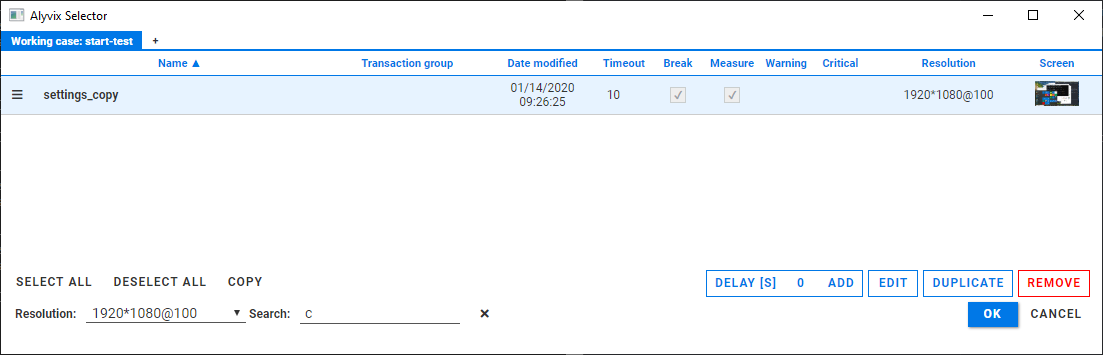 Alyvix Selector
Working case: start-test +
Name ▲ Transaction group Date modified Timeout Break Measure Warning Critical Resolution Screen
settings_copy 01/14/2020 09:26:25 10 1920*1080@100
SELECT ALL DESELECT ALL COPY DELAY [S] 0 ADD EDIT DUPLICATE REMOVE
Resolution: 1920*1080@100 ▼ Search: c × OK CANCEL